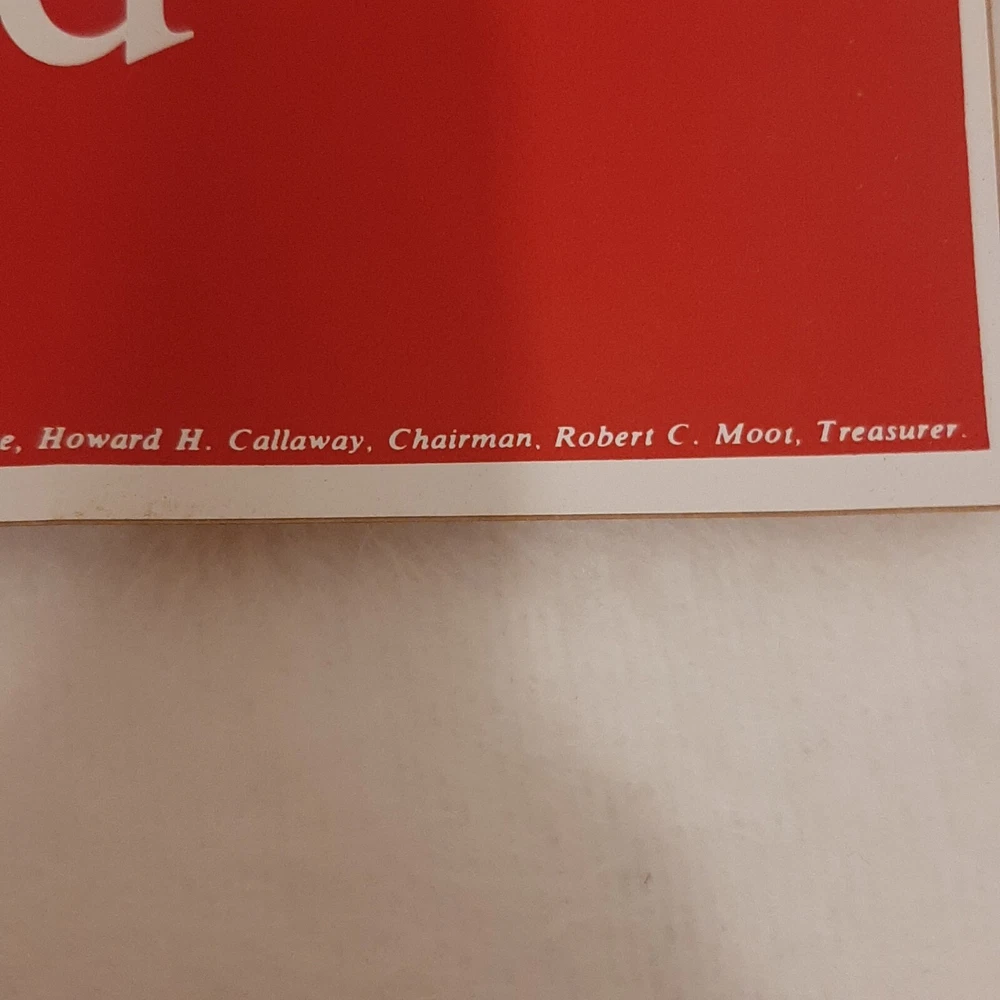 d
e, Howard H. Callaway, Chairman, Robert C. Moot, Treasurer.